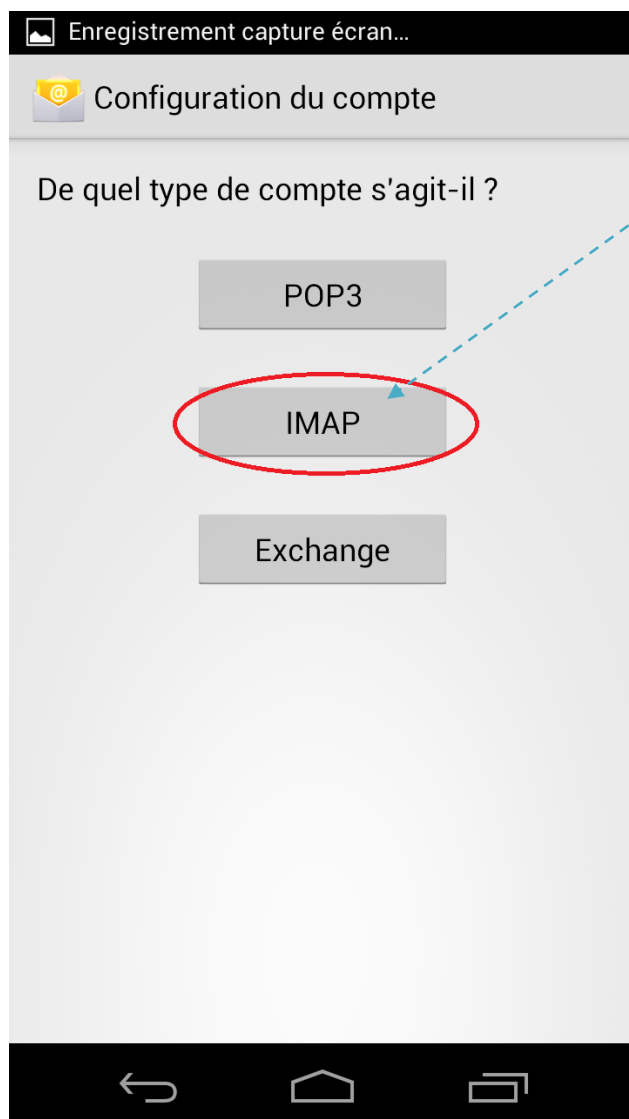 Enregistrement capture écran...
Configuration du compte
De quel type de compte s'agit-il ?
POP3
IMAP
Exchange